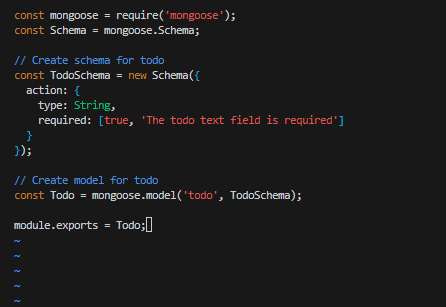 const mongoose = require('mongoose');
const Schema = mongoose.Schema;

// Create schema for todo
const TodoSchema = new Schema({
  action: {
    type: String,
    required: [true, 'The todo text field is required']
  }
});

// Create model for todo
const Todo = mongoose.model('todo', TodoSchema);

module.exports = Todo;
~
~
~
~
~